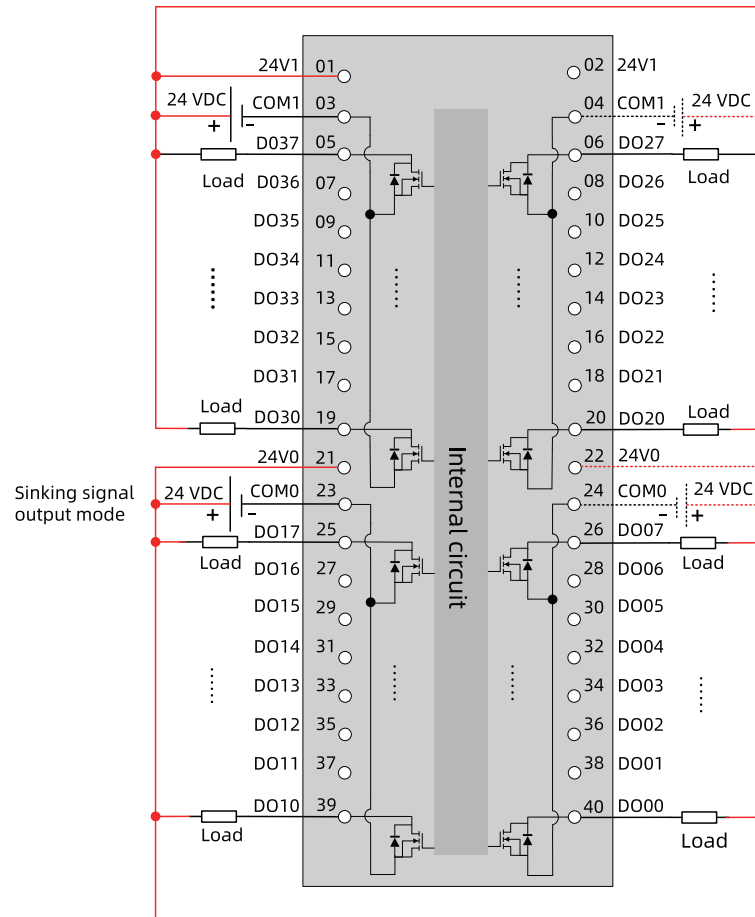 24V1 01 02 24V1
24 VDC COM1 03 04 COM1 24 VDC
+ - - +
D037 05 06 DO27
Load Load
D036 07 08 DO26
DO35 09 10 DO25
DO34 11 12 DO24
DO33 13 14 DO23
DO32 15 16 DO22
DO31 17 18 DO21
Load Load
DO30 19 20 DO20
24V0 21 22 24V0
Sinking signal
output mode
24 VDC COM0 23 24 COM0 24 VDC
+ - - +
DO17 25 26 DO07
Load Load
DO16 27 28 DO06
DO15 29 30 DO05
DO14 31 32 DO04
DO13 33 34 DO03
DO12 35 36 DO02
DO11 37 38 DO01
DO10 39 40 DO00
Load Load
Internal circuit